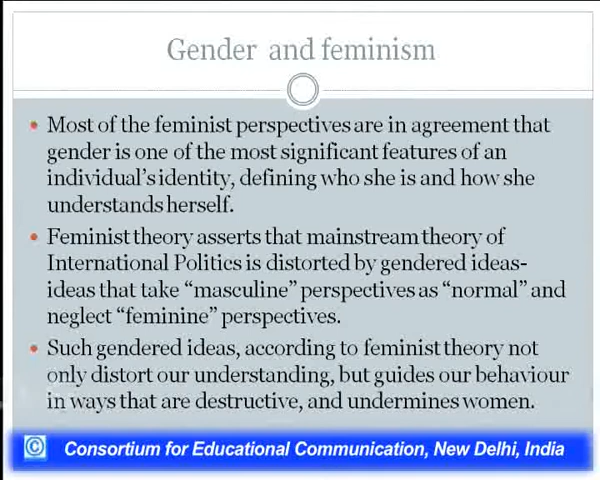 Gender and feminism
• Most of the feminist perspectives are in agreement that
gender is one of the most significant features of an
individual's identity, defining who she is and how she
understands herself.
• Feminist theory asserts that mainstream theory of
International Politics is distorted by gendered ideas-
ideas that take “masculine” perspectives as “normal” and
neglect “feminine” perspectives.
• Such gendered ideas, according to feminist theory not
only distort our understanding, but guides our behaviour
in ways that are destructive, and undermines women.
© Consortium for Educational Communication, New Delhi, India